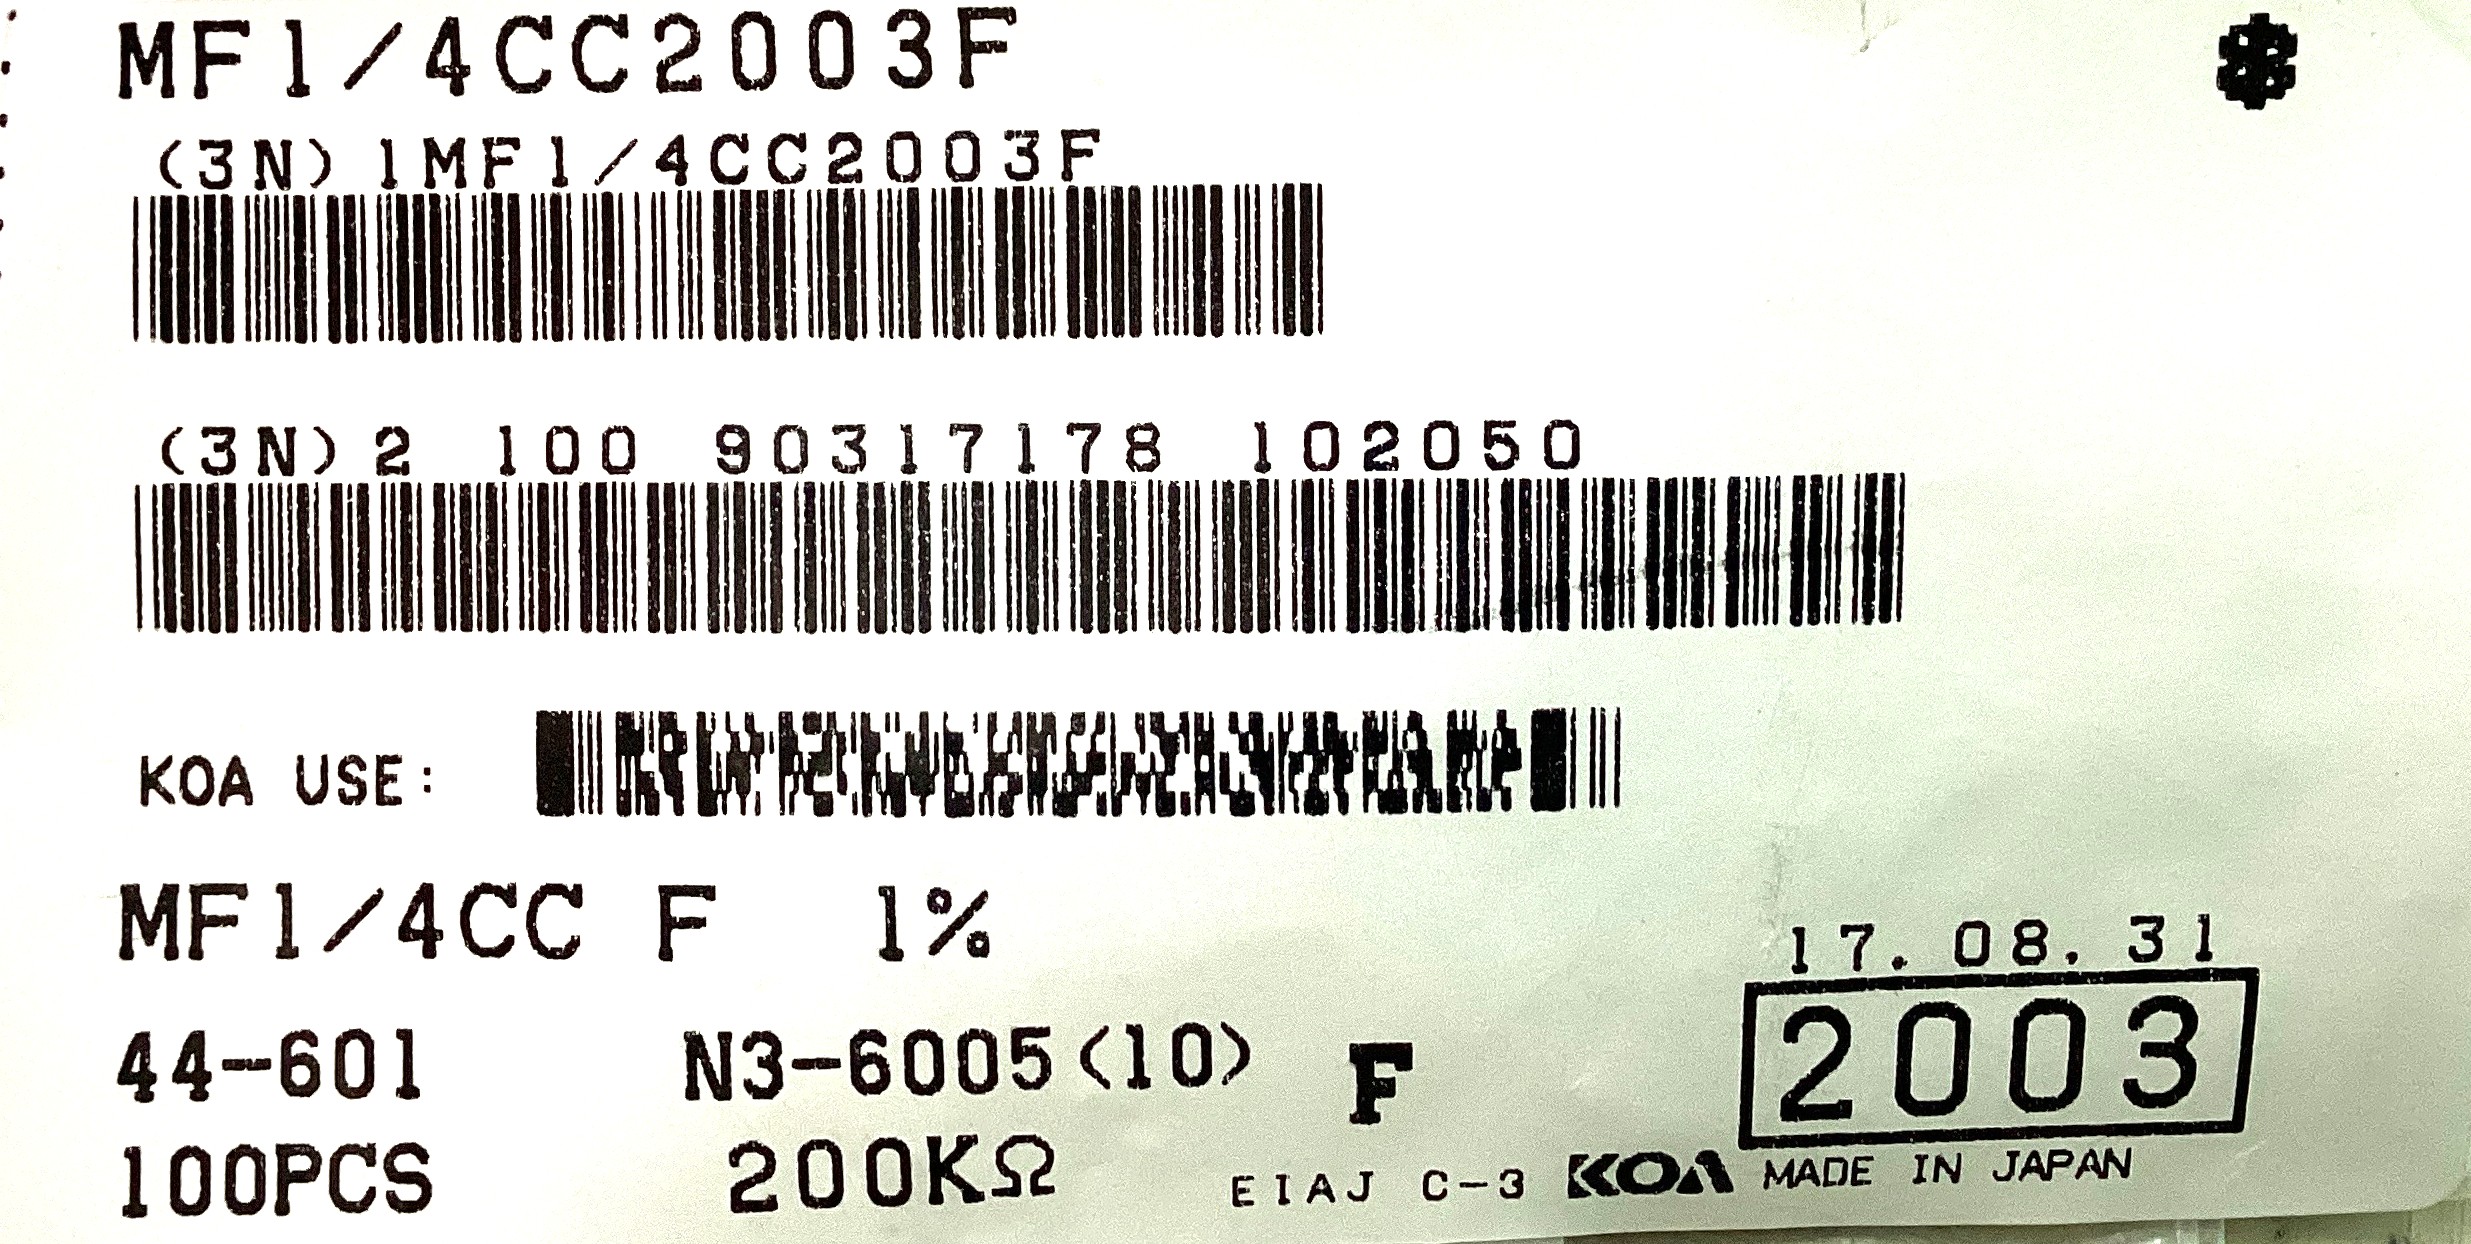 MF1/4CC2003F
(3N)1MF1/4CC2003F
(3N)2 100 90317178 102050
KOA USE:
MF1/4CC F 1%
17.08.31
44-601 N3-6005(10) F 2003
100PCS 200KΩ EIAJ C-3 KOA MADE IN JAPAN